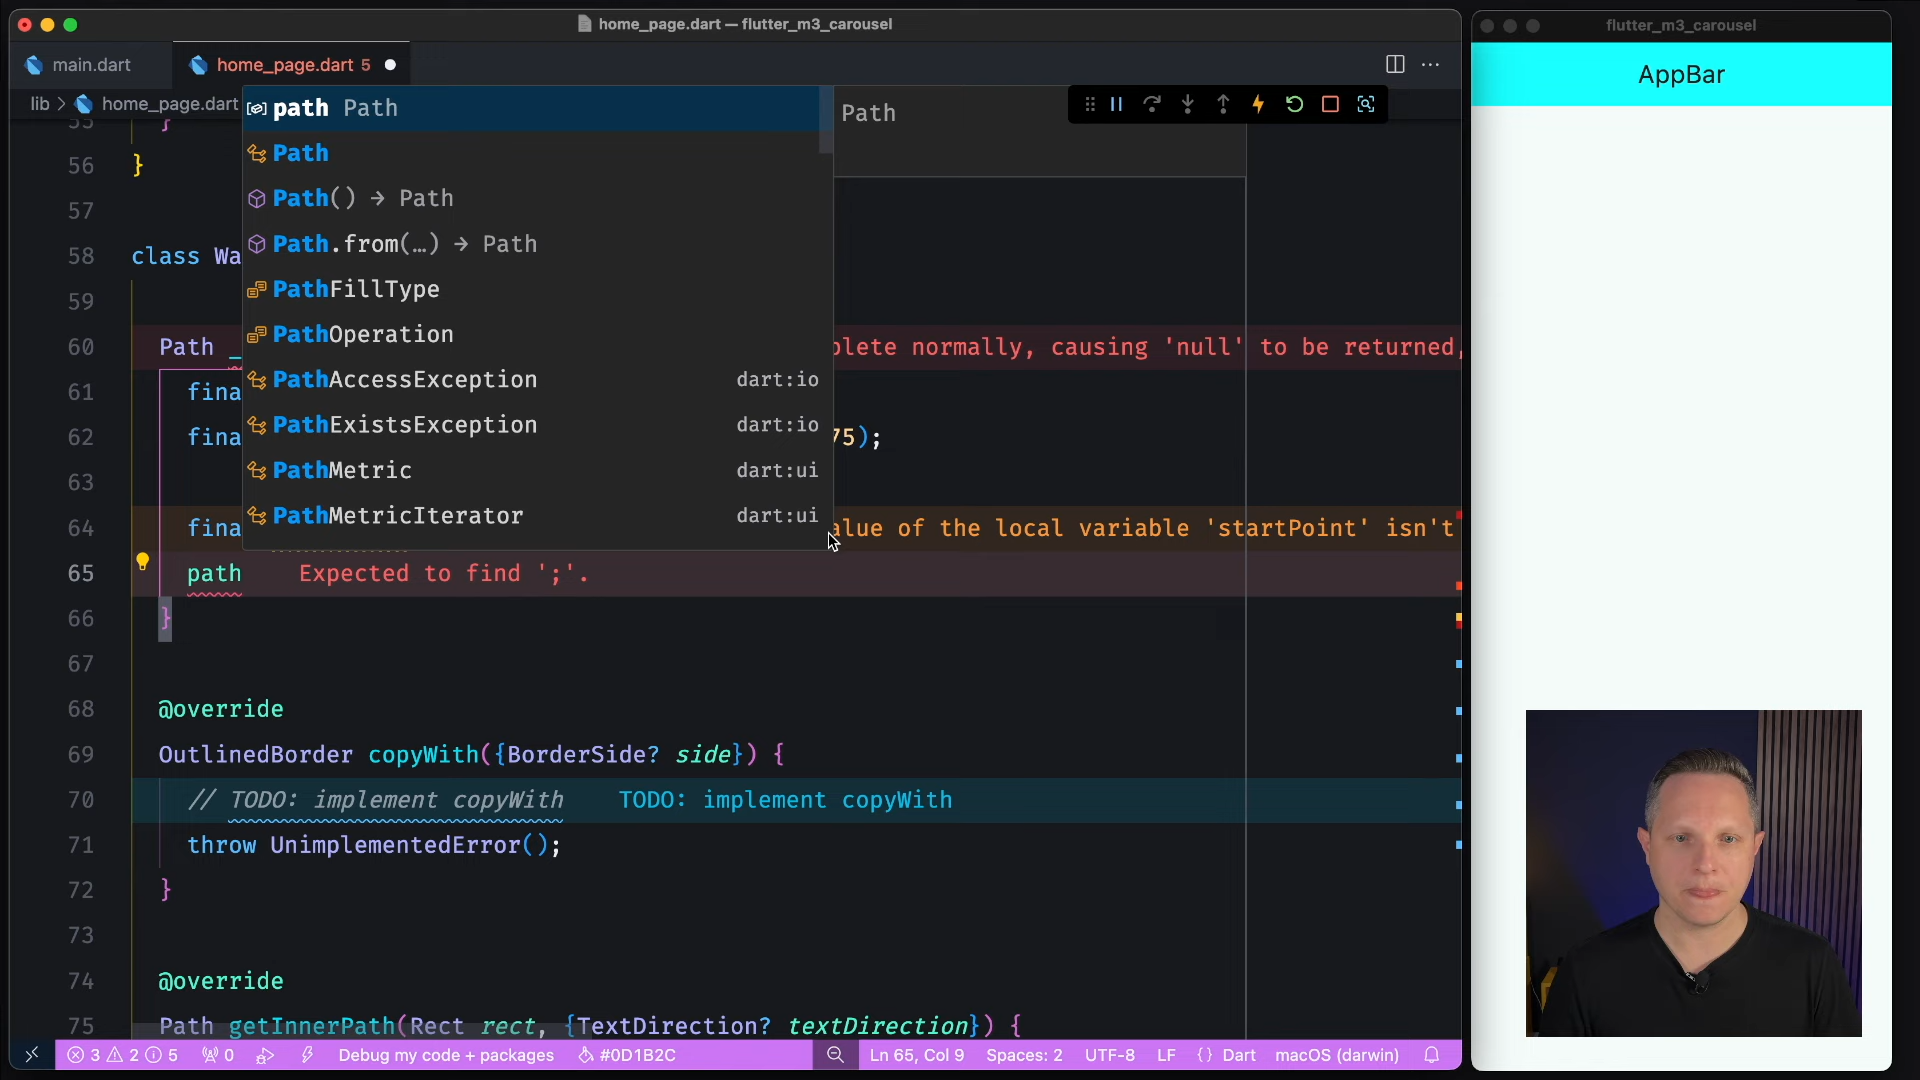 home_page.dart — flutter_m3_carousel
flutter_m3_carousel
main.dart
home_page.dart 5
AppBar
lib > home_page.dart
path Path
Path
Path
Path() → Path
Path.from(…) → Path
PathFillType
PathOperation
PathAccessException dart:io
PathExistsException dart:io
PathMetric dart:ui
PathMetricIterator dart:ui
55 }
56 }
57
58 class Wa
59
60 Path _ plete normally, causing 'null' to be returned,
61 fina
62 fina 75);
63
64 fina alue of the local variable 'startPoint' isn't
65 path Expected to find ';'.
66 }
67
68 @override
69 OutlinedBorder copyWith({BorderSide? side}) {
70 // TODO: implement copyWith TODO: implement copyWith
71 throw UnimplementedError();
72 }
73
74 @override
75 Path getInnerPath(Rect rect, {TextDirection? textDirection}) {
3 2 5 0 Debug my code + packages #0D1B2C Ln 65, Col 9 Spaces: 2 UTF-8 LF {} Dart macOS (darwin)